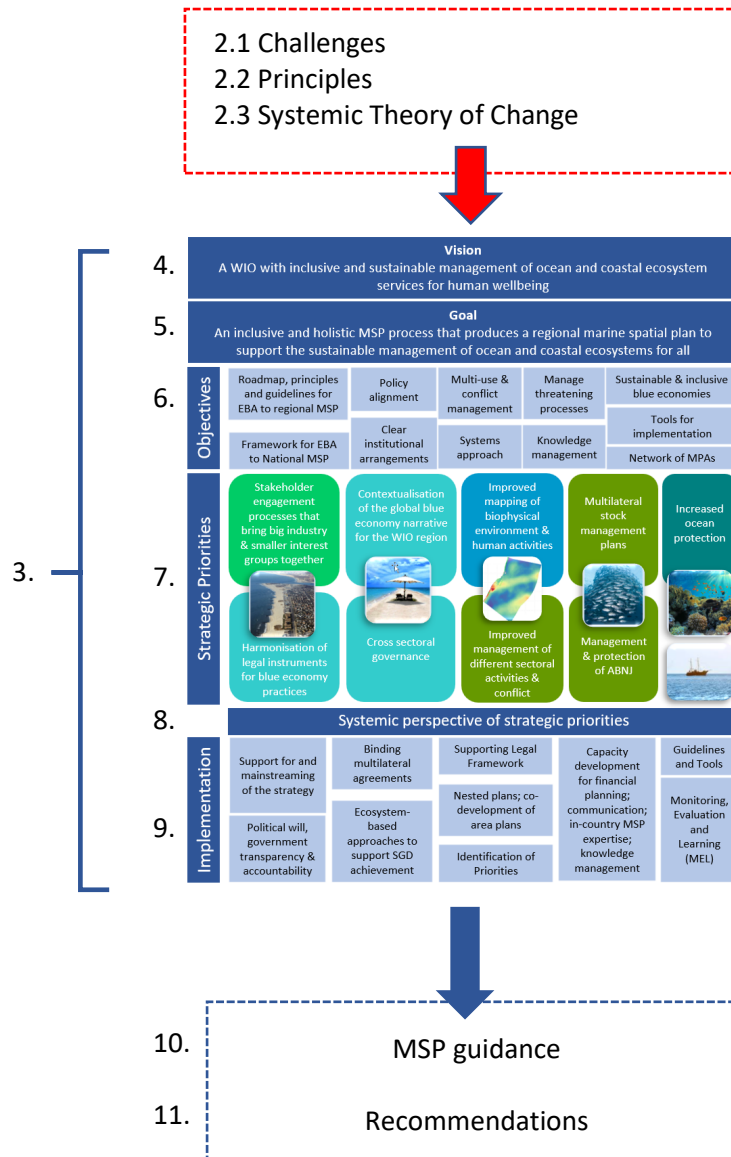 2.1 Challenges
2.2 Principles
2.3 Systemic Theory of Change
3.
4.
Vision
A WIO with inclusive and sustainable management of ocean and coastal ecosystem
services for human wellbeing
5.
Goal
An inclusive and holistic MSP process that produces a regional marine spatial plan to
support the sustainable management of ocean and coastal ecosystems for all
6.
Objectives
Roadmap, principles
and guidelines for
EBA to regional MSP
Framework for EBA
to National MSP
Policy
alignment
Clear
institutional
arrangements
Multi-use &
conflict
management
Systems
approach
Manage
threatening
processes
Knowledge
management
Sustainable & inclusive
blue economies
Tools for
implementation
Network of MPAs
7.
Strategic Priorities
Stakeholder
engagement
processes that
bring big industry
& smaller interest
groups together
Harmonisation of
legal instruments
for blue economy
practices
Contextualisation
of the global blue
economy narrative
for the WIO region
Cross sectoral
governance
Improved
mapping of
biophysical
environment &
human activities
Improved
management of
different sectoral
activities &
conflict
Multilateral
stock
management
plans
Management
& protection
of ABNJ
Increased
ocean
protection
8.
Systemic perspective of strategic priorities
9.
Implementation
Support for and
mainstreaming
of the strategy
Political will,
government
transparency &
accountability
Binding
multilateral
agreements
Ecosystem-
based
approaches to
support SGD
achievement
Supporting Legal
Framework
Nested plans; co-
development of
area plans
Identification of
Priorities
Capacity
development
for financial
planning;
communication;
in-country MSP
expertise;
knowledge
management
Guidelines
and Tools
Monitoring,
Evaluation
and
Learning
(MEL)
10.
MSP guidance
11.
Recommendations